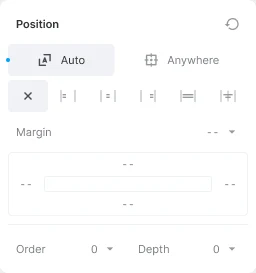 Position
Auto Anywhere
Margin --
--
-- --
--
Order 0 Depth 0